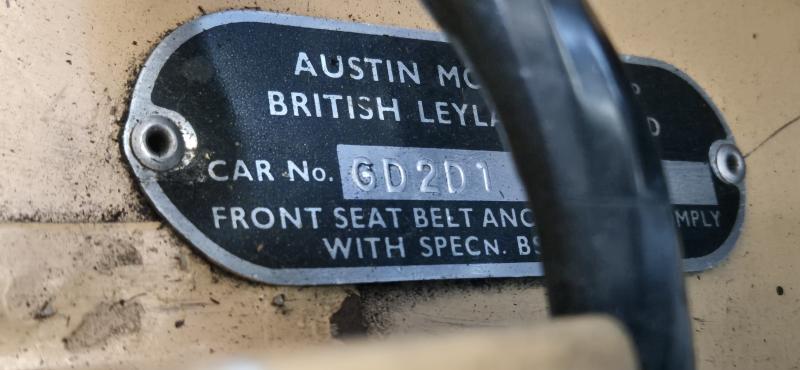 AUSTIN MO P
BRITISH LEYLA D
CAR No. GD2D1
FRONT SEAT BELT ANC MPLY
WITH SPECN. BS